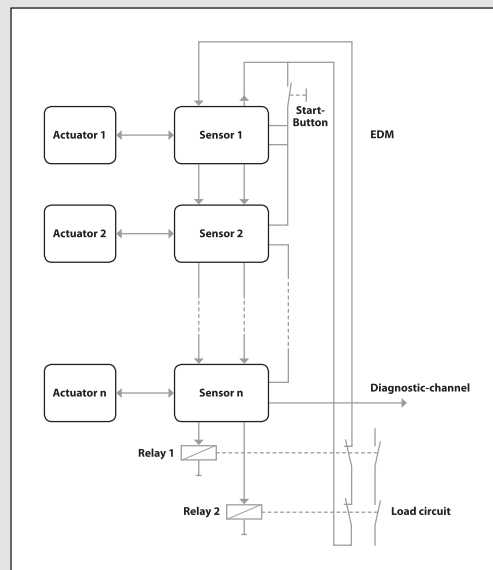 Start-
Button
Actuator 1
Sensor 1
EDM
Actuator 2
Sensor 2
Actuator n
Sensor n
Diagnostic-channel
Relay 1
Relay 2
Load circuit